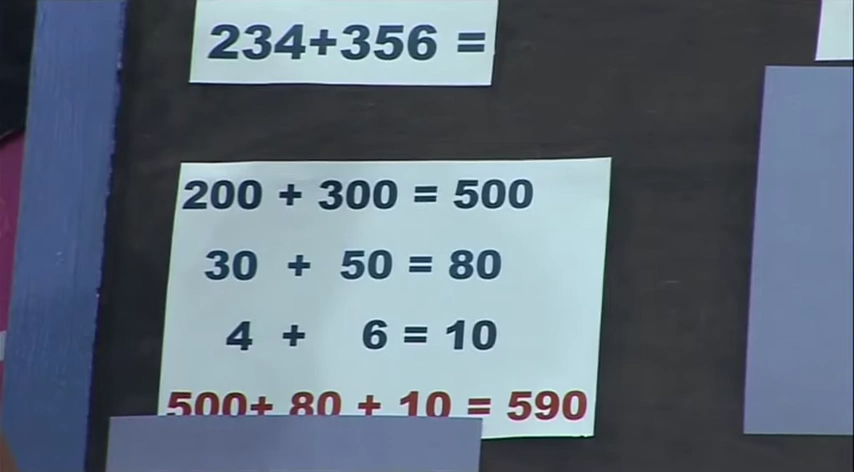 234+356 =
200 + 300 = 500
30 + 50 = 80
4 + 6 = 10
500+ 80 + 10 = 590